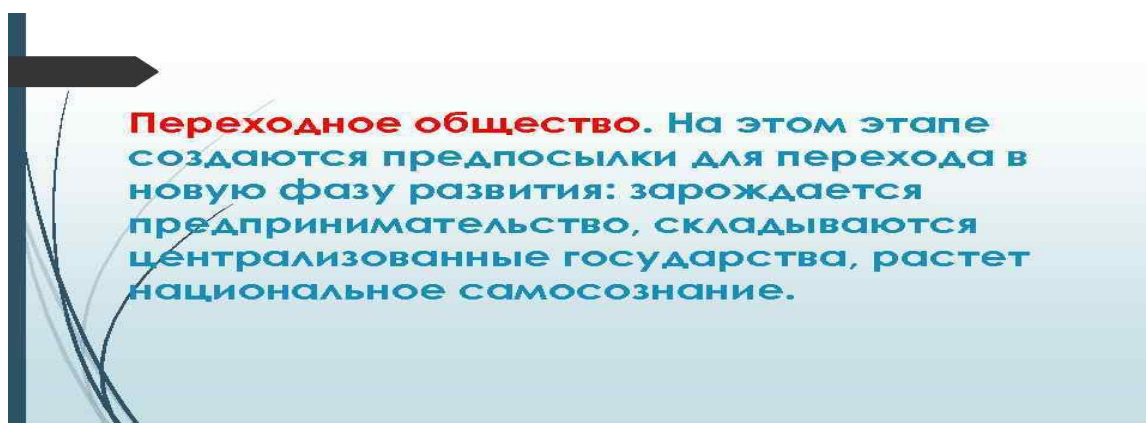 Переходное общество. На этом этапе
создаются предпосылки для перехода в
новую фазу развития: зарождается
предпринимательство, складываются
централизованные государства, растет
национальное самосознание.